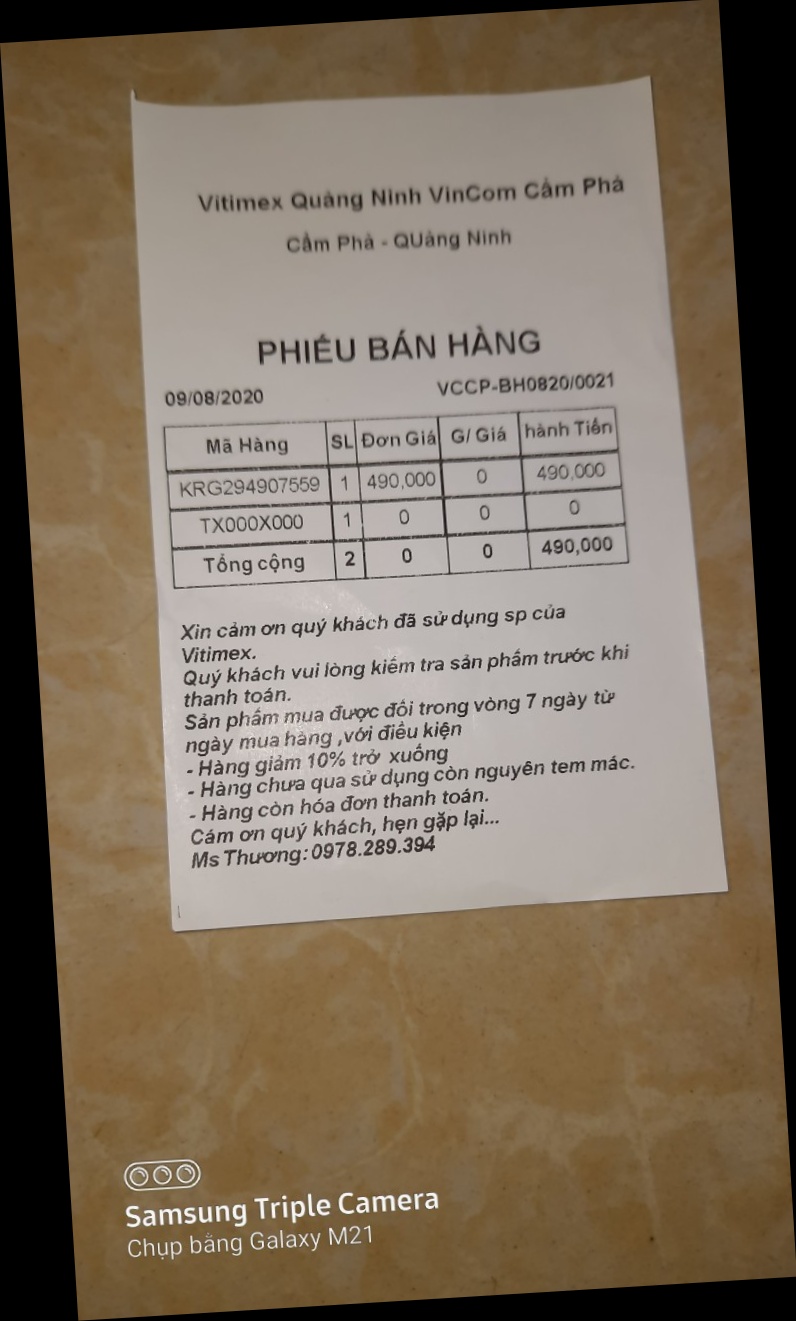 Vitimex Quảng Ninh VinCom Cẩm Phả
Cẩm Phả - QUảng Ninh
PHIẾU BÁN HÀNG
09/08/2020 VCCP-BH0820/0021
Mã Hàng SL Đơn Giá G/ Giá hành Tiền
KRG294907559 1 490,000 0 490,000
TX000X000 1 0 0 0
Tổng cộng 2 0 0 490,000
Xin cảm ơn quý khách đã sử dụng sp của
Vitimex.
Quý khách vui lòng kiểm tra sản phẩm trước khi
thanh toán.
Sản phẩm mua được đổi trong vòng 7 ngày từ
ngày mua hàng ,với điều kiện
- Hàng giảm 10% trở xuống
- Hàng chưa qua sử dụng còn nguyên tem mác.
- Hàng còn hóa đơn thanh toán.
Cám ơn quý khách, hẹn gặp lại...
Ms Thương: 0978.289.394
Samsung Triple Camera
Chụp bằng Galaxy M21